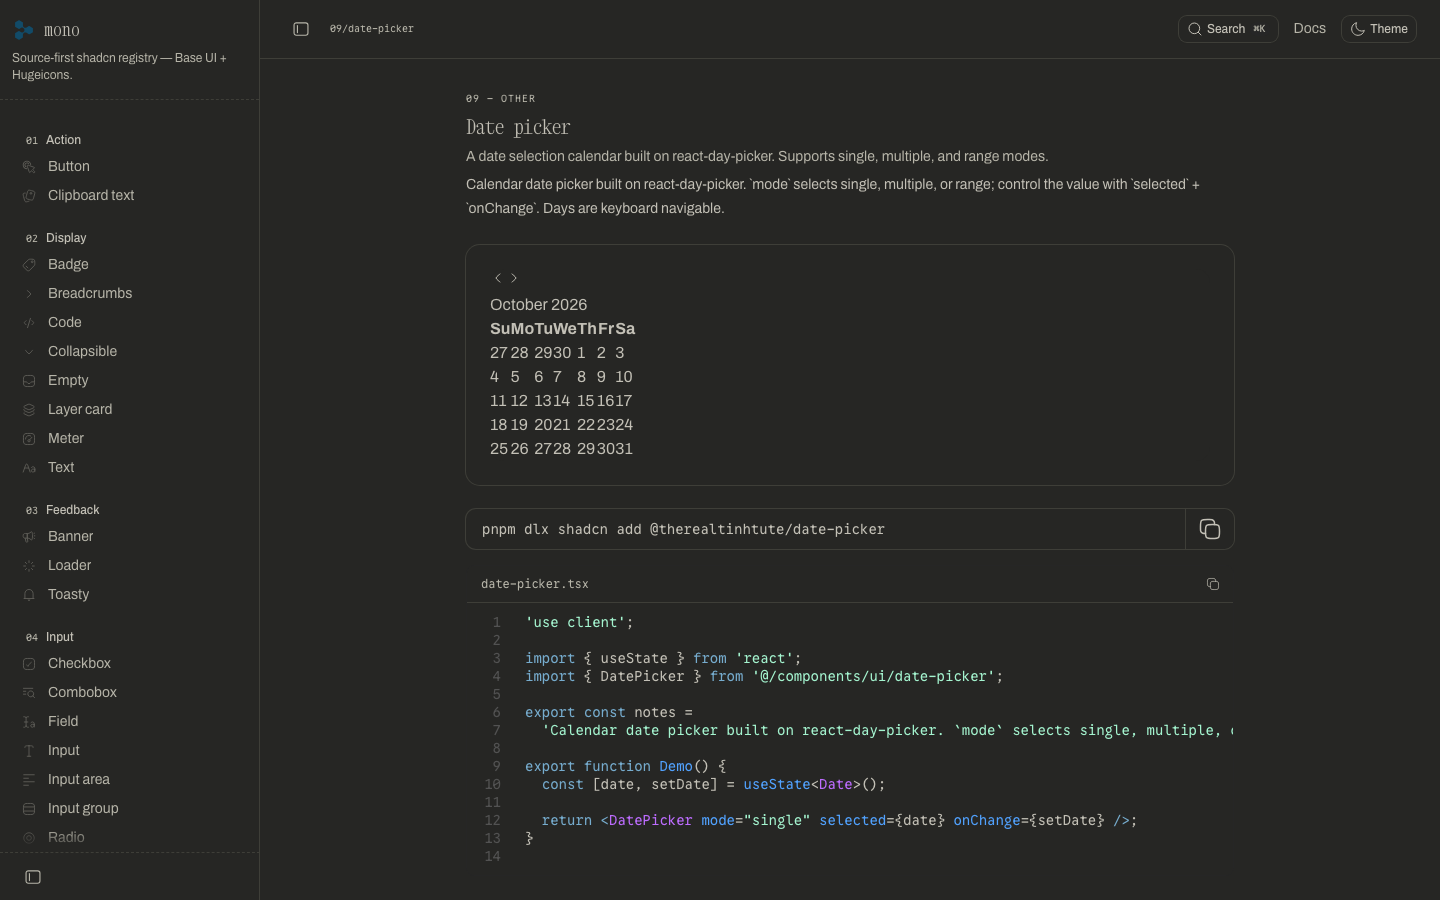 mono
Source-first shadcn registry — Base UI +
Hugeicons.
01 Action
Button
Clipboard text
02 Display
Badge
Breadcrumbs
Code
Collapsible
Empty
Layer card
Meter
Text
03 Feedback
Banner
Loader
Toasty
04 Input
Checkbox
Combobox
Field
Input
Input area
Input group
Radio
09/date-picker
Search ⌘K
Docs
Theme
09 — OTHER
Date picker
A date selection calendar built on react-day-picker. Supports single, multiple, and range modes.
Calendar date picker built on react-day-picker. `mode` selects single, multiple, or range; control the value with `selected` +
`onChange`. Days are keyboard navigable.
October 2026
Su Mo Tu We Th Fr Sa
27 28 29 30 1 2 3
4 5 6 7 8 9 10
11 12 13 14 15 16 17
18 19 20 21 22 23 24
25 26 27 28 29 30 31
pnpm dlx shadcn add @therealtinhtute/date-picker
date-picker.tsx
1 'use client';
2
3 import { useState } from 'react';
4 import { DatePicker } from '@/components/ui/date-picker';
5
6 export const notes =
7 'Calendar date picker built on react-day-picker. `mode` selects single, multiple,
8
9 export function Demo() {
10 const [date, setDate] = useState<Date>();
11
12 return <DatePicker mode="single" selected={date} onChange={setDate} />;
13 }
14